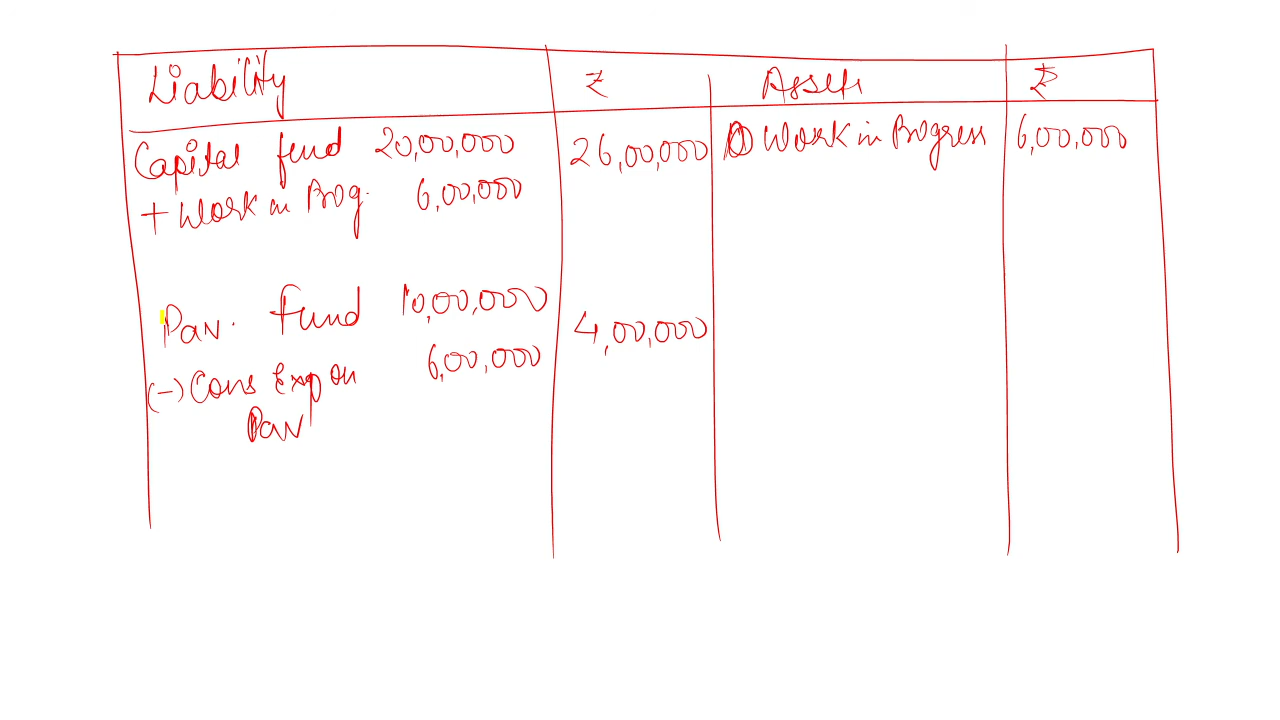 Liability ₹ Assets ₹
Capital fund 20,00,000 26,00,000 Work in Progress 6,00,000
+ Work in Prog. 6,00,000
Pav. Fund 10,00,000 4,00,000
(-) Cons Exp on 6,00,000
Pav